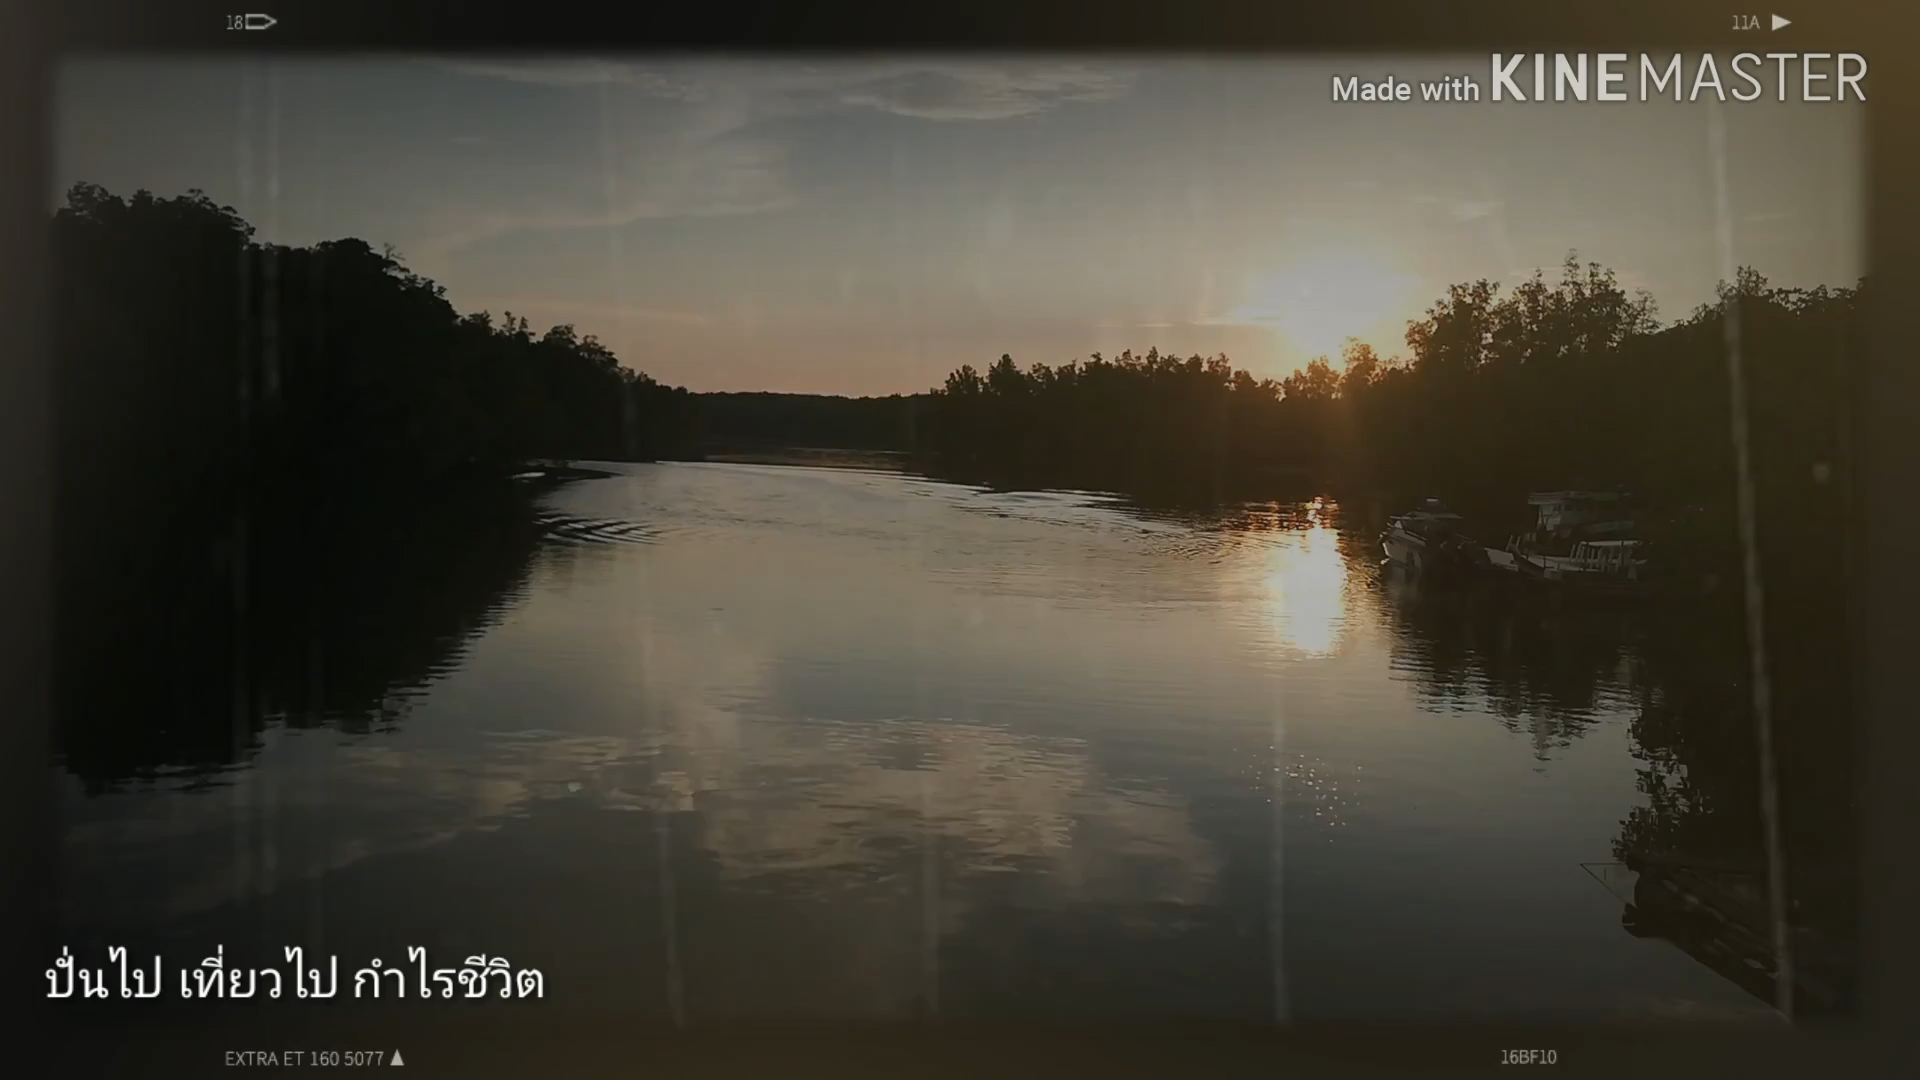 18
11A
Made with KINEMASTER
ปั่นไป เที่ยวไป กำไรชีวิต
EXTRA ET 160 5077
16BF10